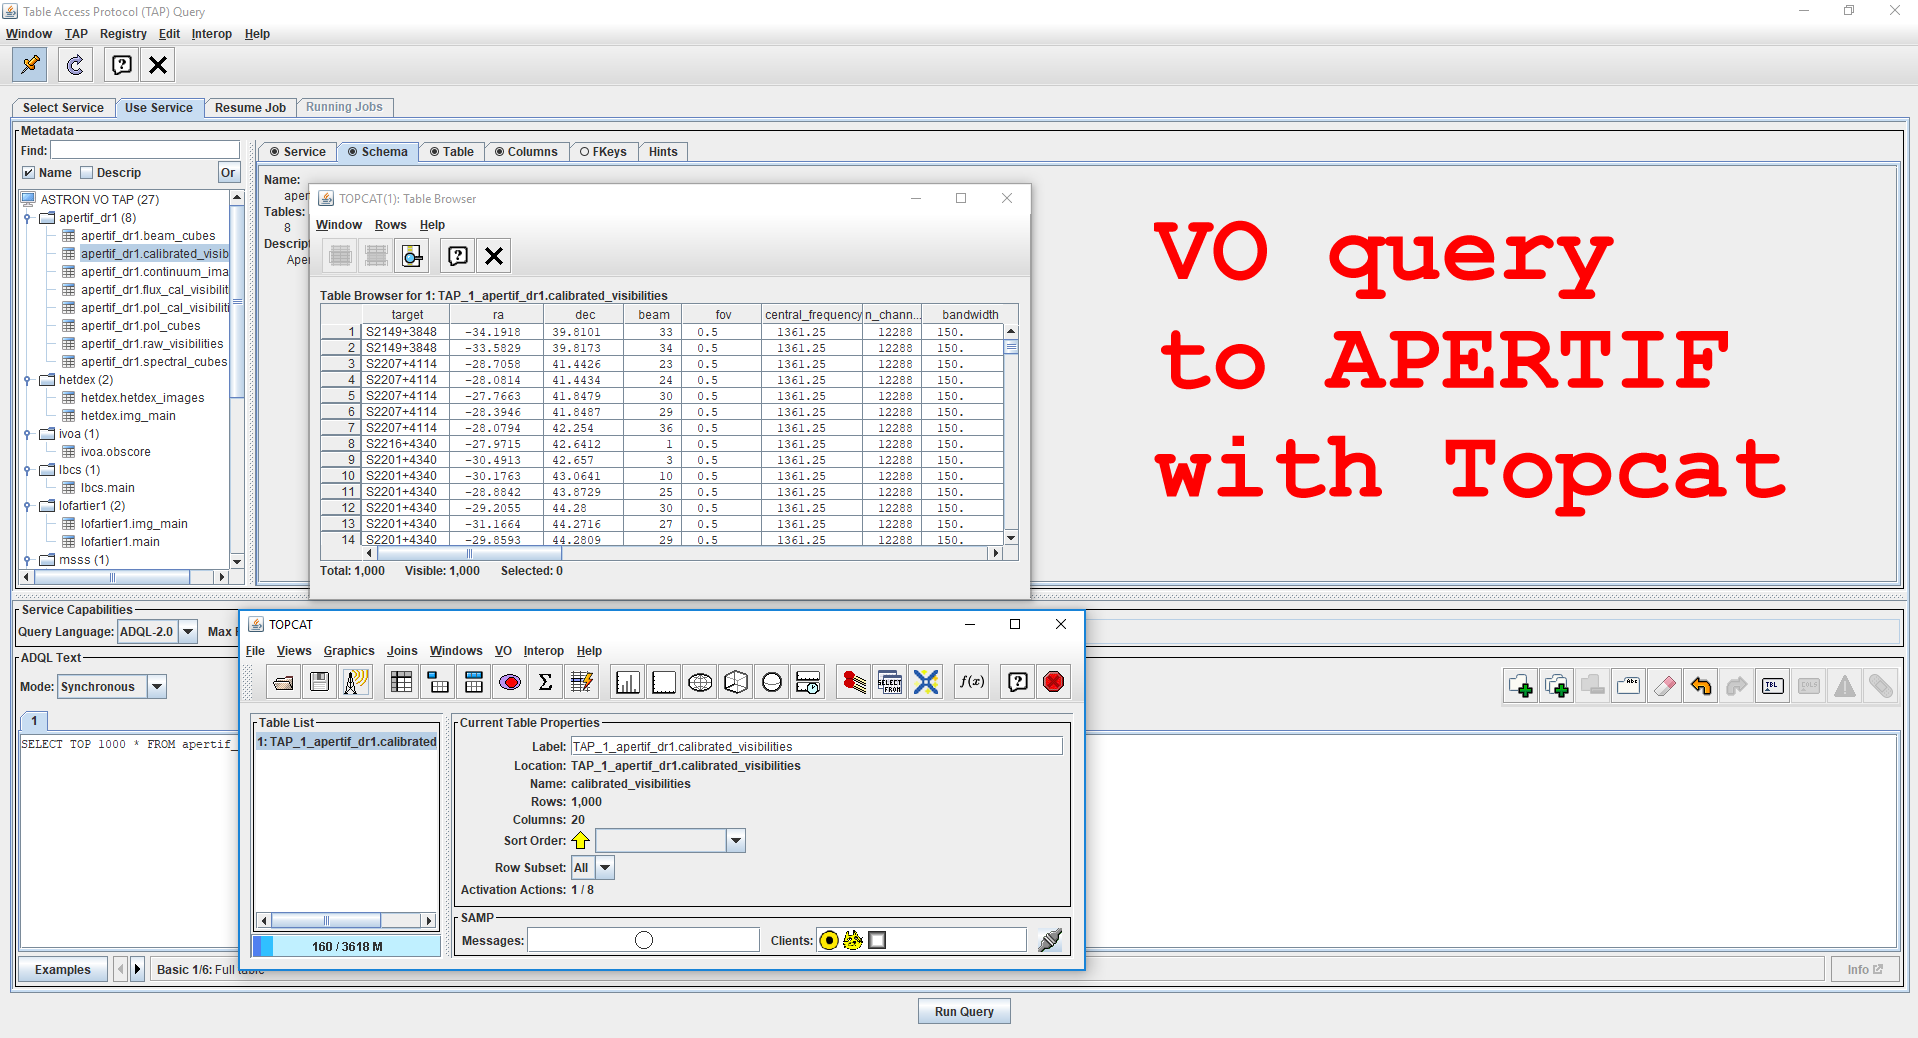 Table Access Protocol (TAP) Query
Window TAP Registry Edit Interop Help
Select Service Use Service Resume Job Running Jobs
Metadata
Find:
Name Descrip Or
ASTRON VO TAP (27)
apertif_dr1 (8)
apertif_dr1.beam_cubes
apertif_dr1.calibrated_visib
apertif_dr1.continuum_ima
apertif_dr1.flux_cal_visibilit
apertif_dr1.pol_cal_visibiliti
apertif_dr1.pol_cubes
apertif_dr1.raw_visibilities
apertif_dr1.spectral_cubes
hetdex (2)
hetdex.hetdex_images
hetdex.img_main
ivoa (1)
ivoa.obscore
lbcs (1)
lbcs.main
lofartier1 (2)
lofartier1.img_main
lofartier1.main
msss (1)
Service Schema Table Columns FKeys Hints
Name:
aper
Tables:
8
Descript
Aper
TOPCAT(1): Table Browser
Window Rows Help
Table Browser for 1: TAP_1_apertif_dr1.calibrated_visibilities
target ra dec beam fov central_frequency n_chann... bandwidth
1 S2149+3848 -34.1918 39.8101 33 0.5 1361.25 12288 150.
2 S2149+3848 -33.5829 39.8173 34 0.5 1361.25 12288 150.
3 S2207+4114 -28.7058 41.4426 23 0.5 1361.25 12288 150.
4 S2207+4114 -28.0814 41.4434 24 0.5 1361.25 12288 150.
5 S2207+4114 -27.7663 41.8479 30 0.5 1361.25 12288 150.
6 S2207+4114 -28.3946 41.8487 29 0.5 1361.25 12288 150.
7 S2207+4114 -28.0794 42.254 36 0.5 1361.25 12288 150.
8 S2216+4340 -27.9715 42.6412 1 0.5 1361.25 12288 150.
9 S2201+4340 -30.4913 42.657 3 0.5 1361.25 12288 150.
10 S2201+4340 -30.1763 43.0641 10 0.5 1361.25 12288 150.
11 S2201+4340 -28.8842 43.8729 25 0.5 1361.25 12288 150.
12 S2201+4340 -29.2055 44.28 30 0.5 1361.25 12288 150.
13 S2201+4340 -31.1664 44.2716 27 0.5 1361.25 12288 150.
14 S2201+4340 -29.8593 44.2809 29 0.5 1361.25 12288 150.
Total: 1,000 Visible: 1,000 Selected: 0
VO query
to APERTIF
with Topcat
Service Capabilities
Query Language: ADQL-2.0 Max
ADQL Text
Mode: Synchronous
1
SELECT TOP 1000 * FROM apertif_
TBL
COLS
Abc
TOPCAT
File Views Graphics Joins Windows VO Interop Help
SELECT FROM
f(x)
Table List
1: TAP_1_apertif_dr1.calibrated
160 / 3618 M
Current Table Properties
Label: TAP_1_apertif_dr1.calibrated_visibilities
Location: TAP_1_apertif_dr1.calibrated_visibilities
Name: calibrated_visibilities
Rows: 1,000
Columns: 20
Sort Order:
Row Subset: All
Activation Actions: 1 / 8
SAMP
Messages: Clients:
Examples Basic 1/6: Full table Info
Run Query